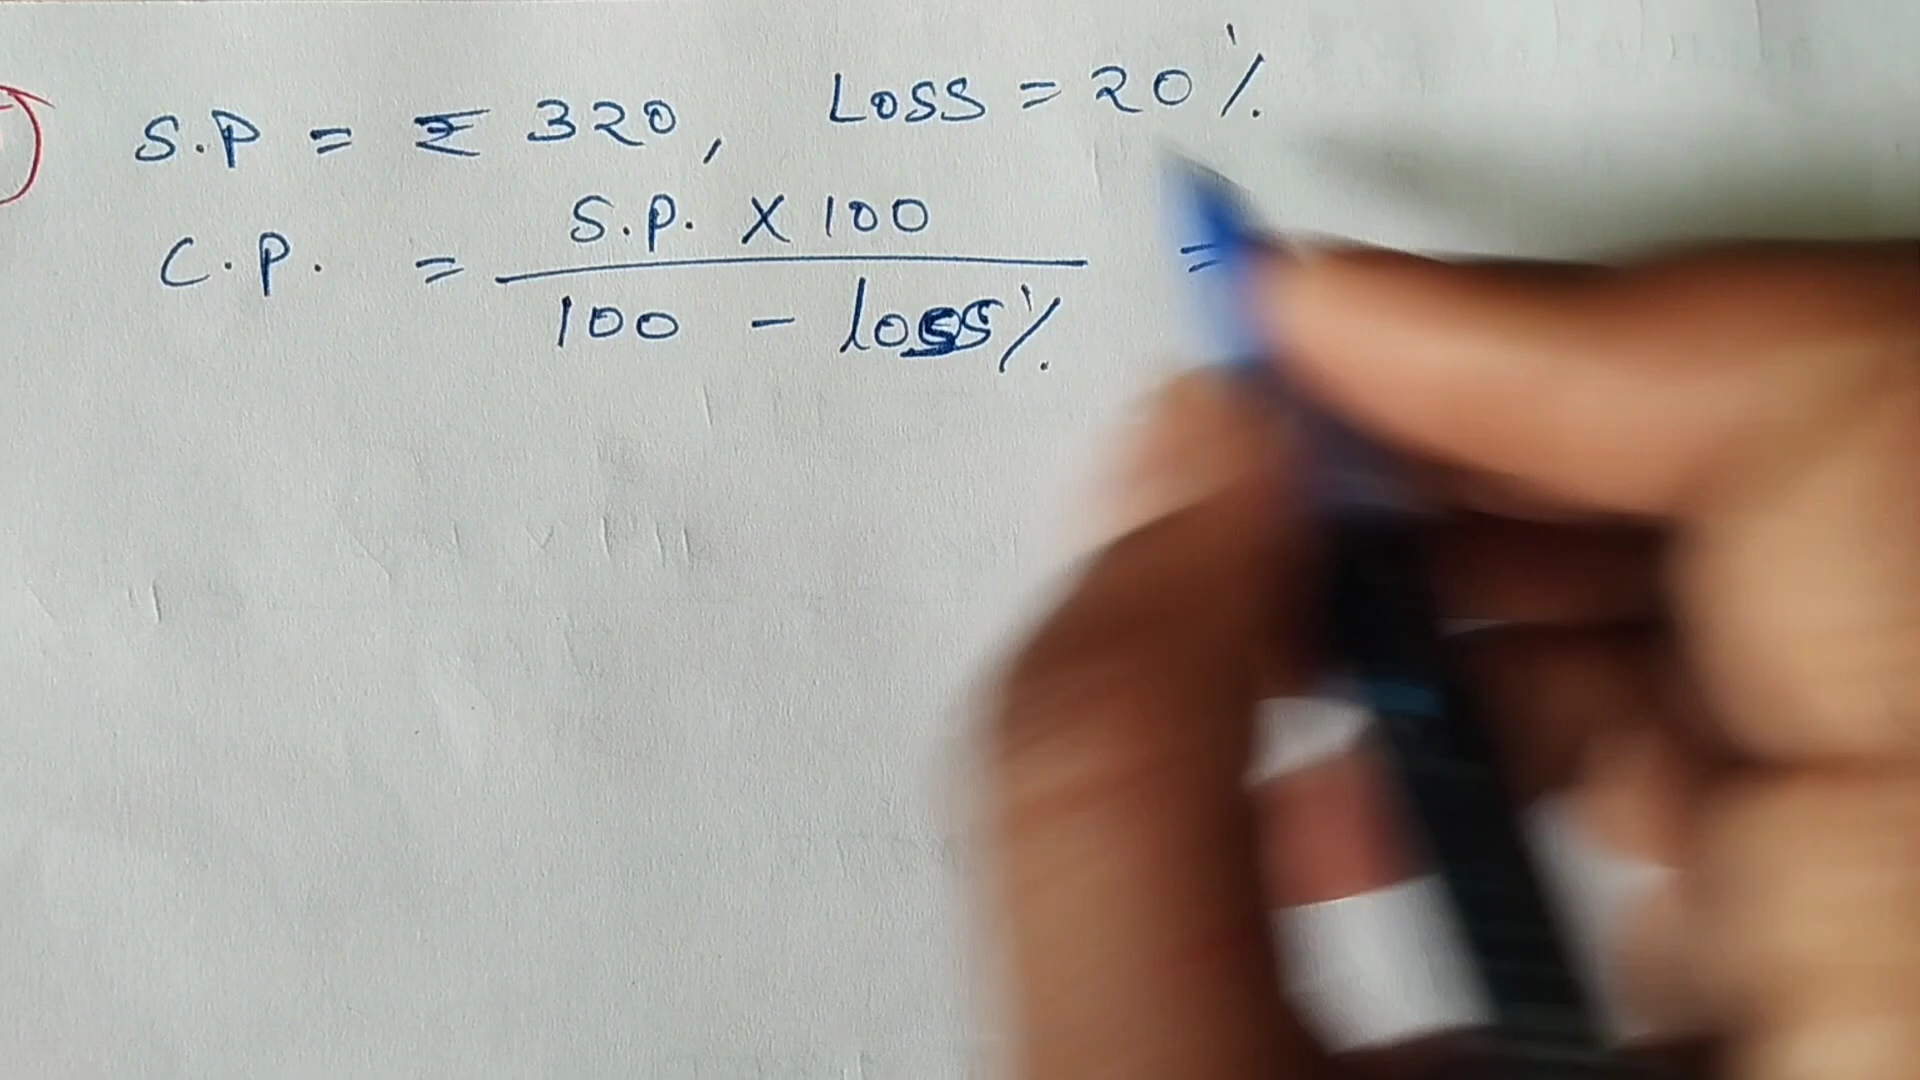 S.P = ₹ 320, Loss = 20%
C.P. = S.P. X 100 =
100 - loss%